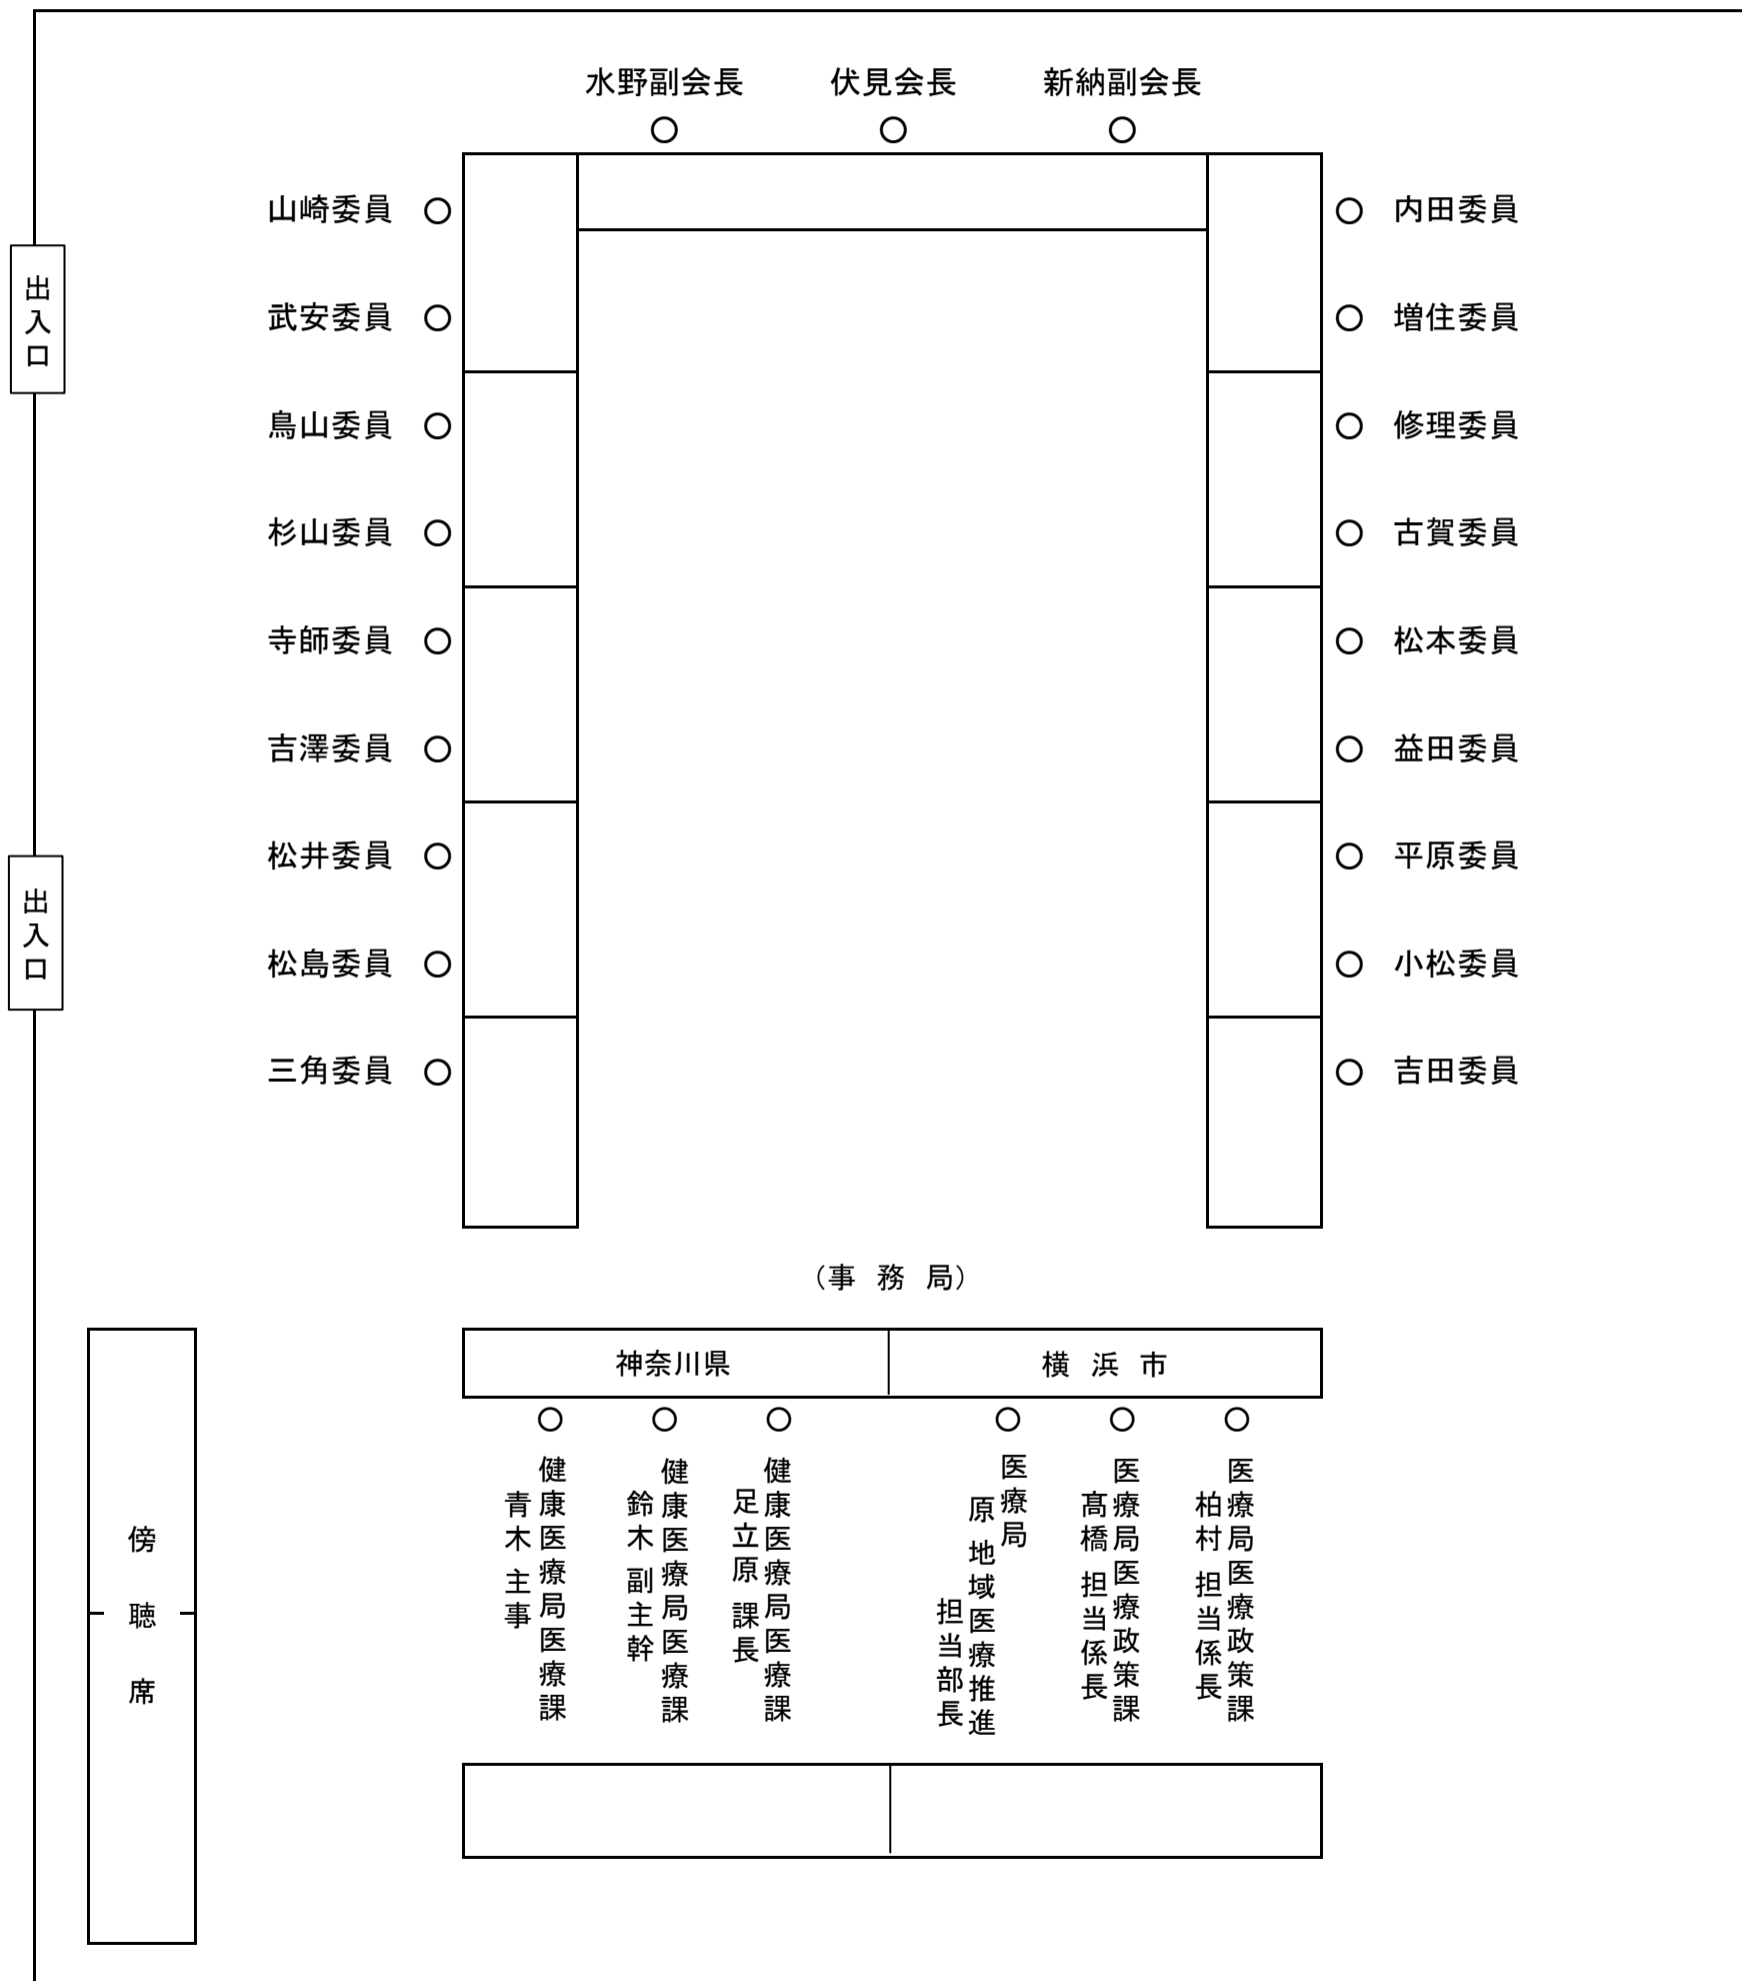 水野副会長 伏見会長 新納副会長
山崎委員 内田委員
出入口
武安委員 増住委員
鳥山委員 修理委員
杉山委員 古賀委員
寺師委員 松本委員
吉澤委員 益田委員
松井委員 平原委員
出入口
松島委員 小松委員
三角委員 吉田委員
（事 務 局）
神奈川県 横 浜 市
健康医療局医療課
青木 主事
健康医療局医療課
鈴木 副主幹
健康医療局医療課
足立原 課長
医療局
原 地域医療推進
担当部長
医療局医療政策課
髙橋 担当係長
医療局医療政策課
柏村 担当係長
傍聴席